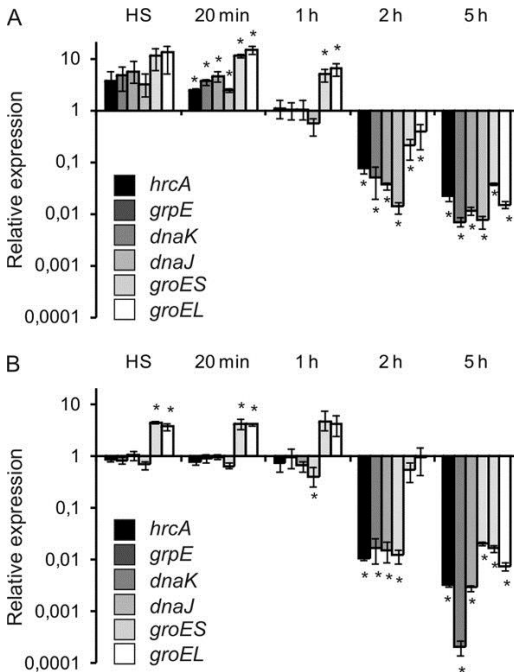 A
HS 20 min 1 h 2 h 5 h
Relative expression
10
1
0,1
0,01
0,001
0,0001
hrcA
grpE
dnaK
dnaJ
groES
groEL
* * * * * *
* *
* * * * * *
* * * * * *
B
HS 20 min 1 h 2 h 5 h
Relative expression
10
1
0,1
0,01
0,001
0,0001
hrcA
grpE
dnaK
dnaJ
groES
groEL
* *
* *
*
* * * *
* * * * * *